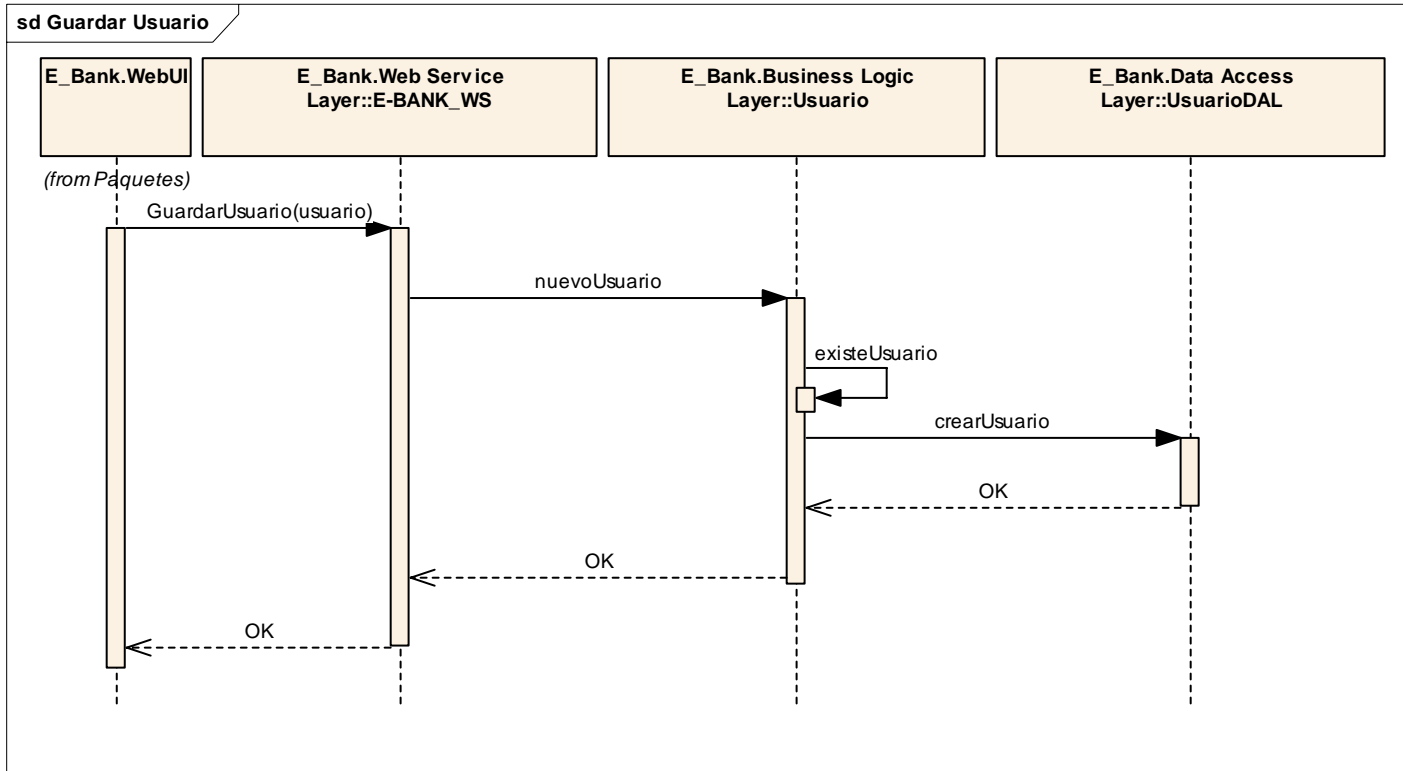 sd Guardar Usuario
E_Bank.WebUI
E_Bank.Web Service
Layer::E-BANK_WS
E_Bank.Business Logic
Layer::Usuario
E_Bank.Data Access
Layer::UsuarioDAL
(from Paquetes)
GuardarUsuario(usuario)
nuevoUsuario
existeUsuario
crearUsuario
OK
OK
OK